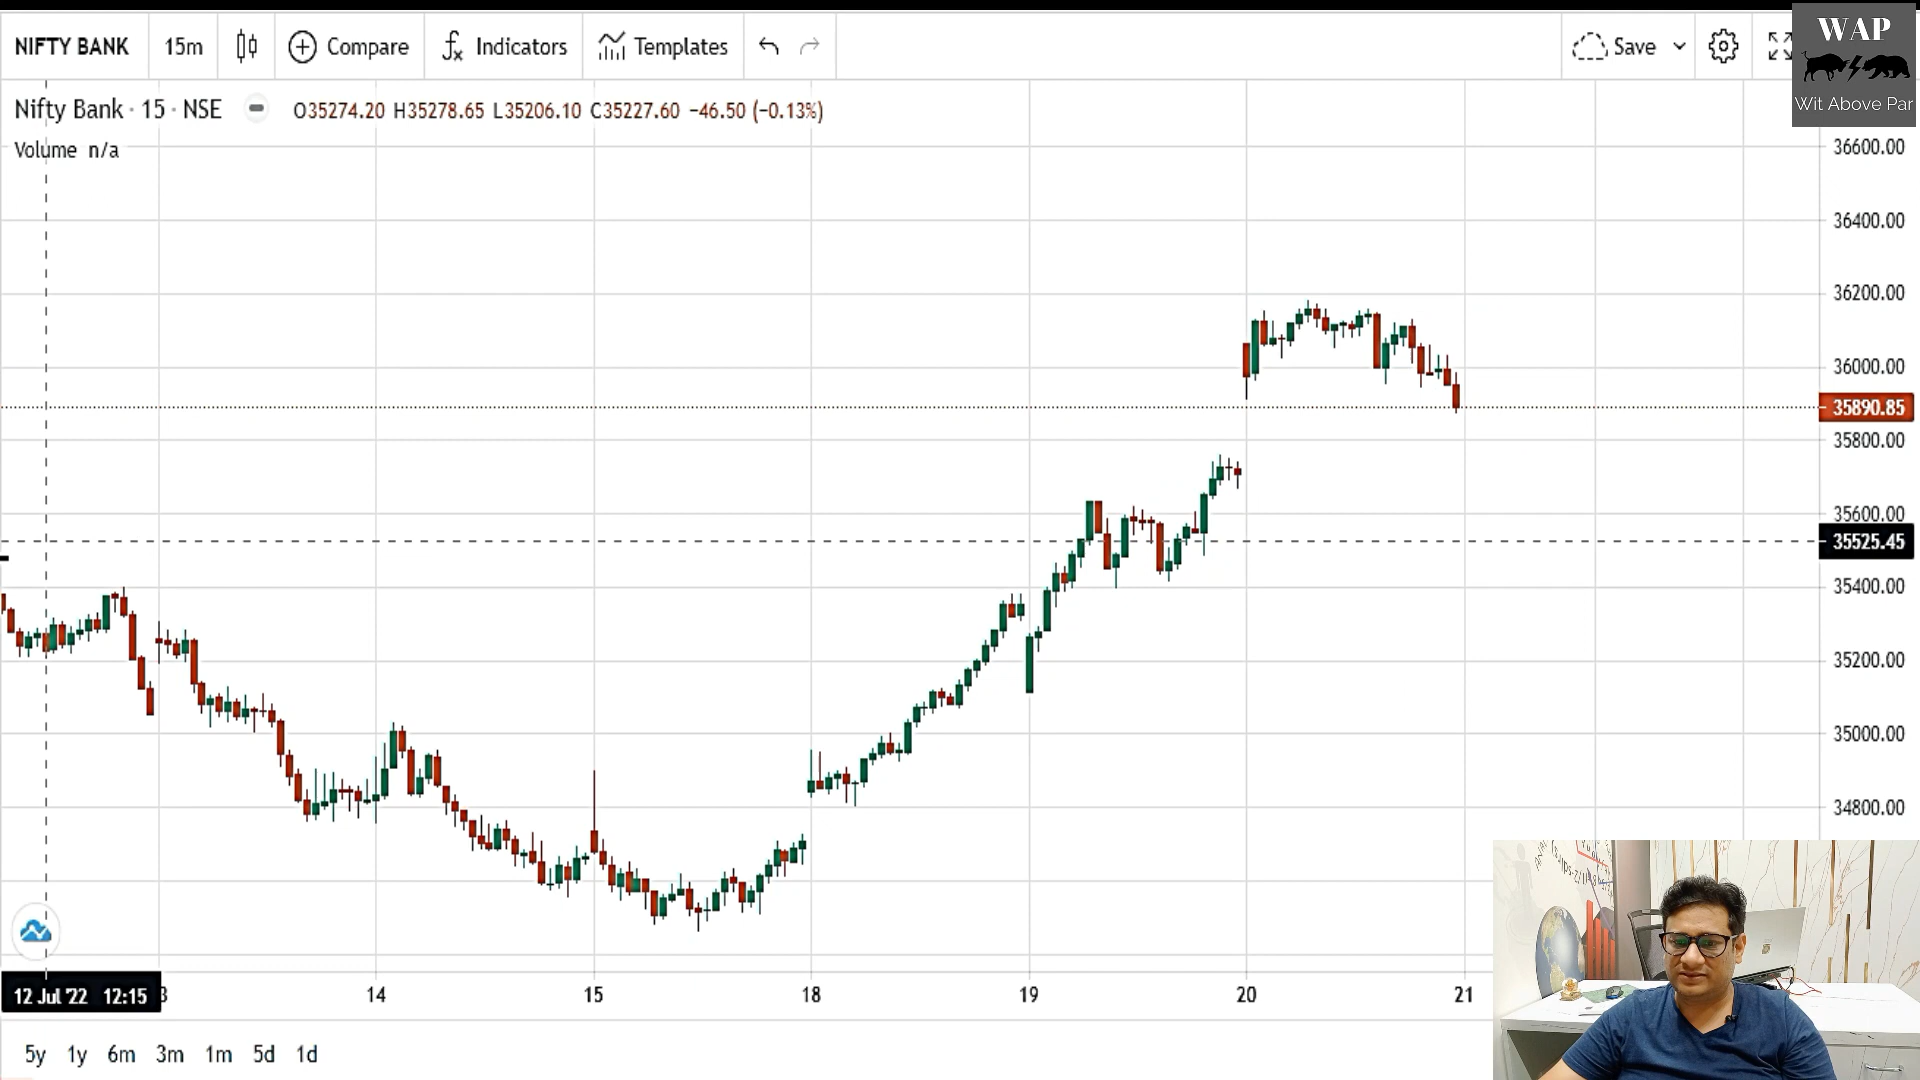 NIFTY BANK 15m Compare Indicators Templates Save
WAP
Wit Above Par
Nifty Bank · 15 · NSE O35274.20 H35278.65 L35206.10 C35227.60 −46.50 (−0.13%)
Volume n/a
36600.00
36400.00
36200.00
36000.00
35890.85
35800.00
35600.00
35525.45
35400.00
35200.00
35000.00
34800.00
12 Jul '22 12:15 3 14 15 18 19 20 21
5y 1y 6m 3m 1m 5d 1d